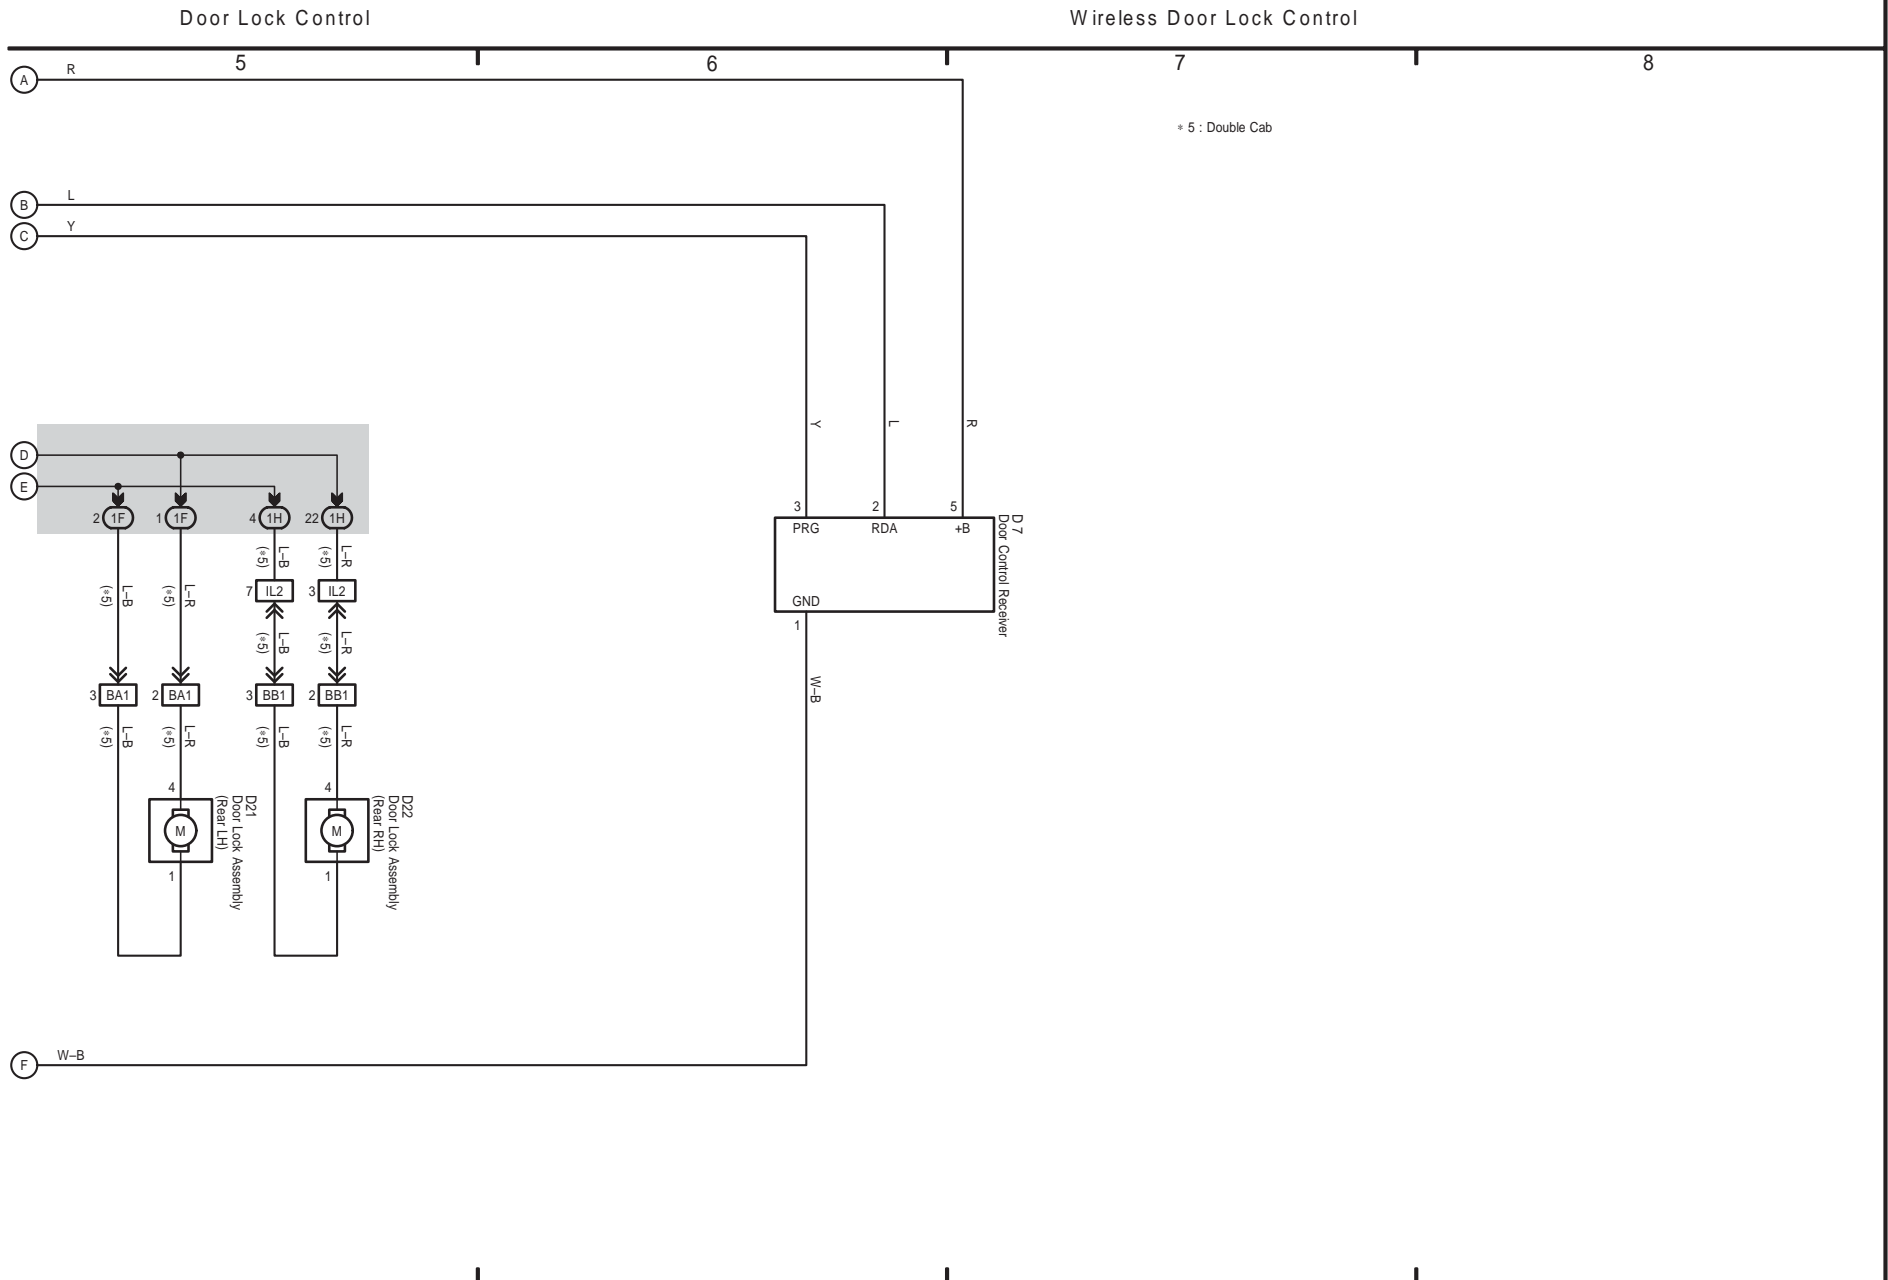 Door Lock Control
Wireless Door Lock Control
5
6
7
8
A
R
∗ 5 : Double Cab
B
L
C
Y
Y
L
R
D
E
2 1F
1 1F
4 1H
22 1H
3
2
5
PRG
RDA
+B
GND
1
D 7
Door Control Receiver
L–B
(∗5)
L–R
(∗5)
L–B
(∗5)
L–R
(∗5)
7 IL2
3 IL2
L–B
(∗5)
L–R
(∗5)
3 BA1
2 BA1
3 BB1
2 BB1
W–B
L–B
(∗5)
L–R
(∗5)
L–B
(∗5)
L–R
(∗5)
4
4
M
M
1
1
D21
Door Lock Assembly
(Rear LH)
D22
Door Lock Assembly
(Rear RH)
F
W–B